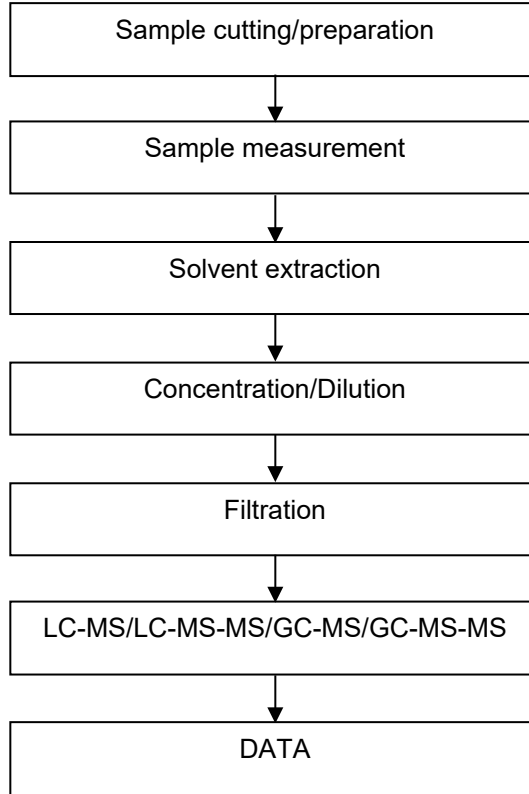 Sample cutting/preparation
Sample measurement
Solvent extraction
Concentration/Dilution
Filtration
LC-MS/LC-MS-MS/GC-MS/GC-MS-MS
DATA